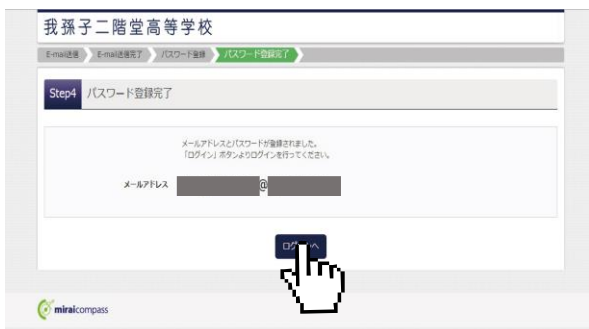 我孫子二階堂高等学校
E-mail送信 E-mail送信完了 パスワード登録 パスワード登録完了
Step4 パスワード登録完了
メールアドレスとパスワードが登録されました。
「ログイン」ボタンよりログインを行ってください。
メールアドレス @
miraicompass